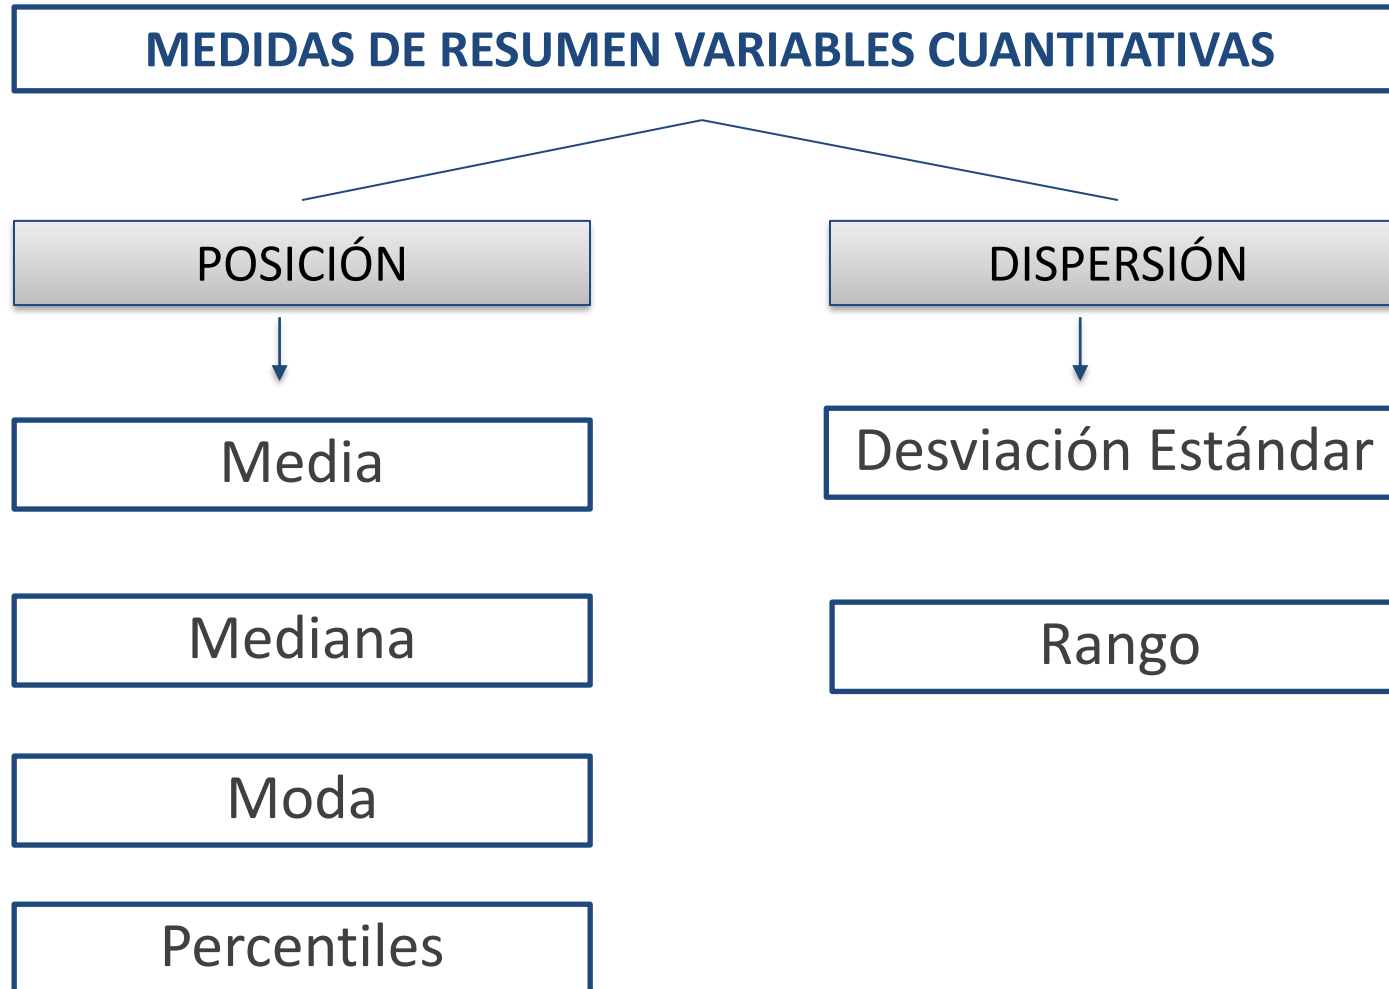 MEDIDAS DE RESUMEN VARIABLES CUANTITATIVAS
POSICIÓN
Media
Mediana
Moda
Percentiles
DISPERSIÓN
Desviación Estándar
Rango